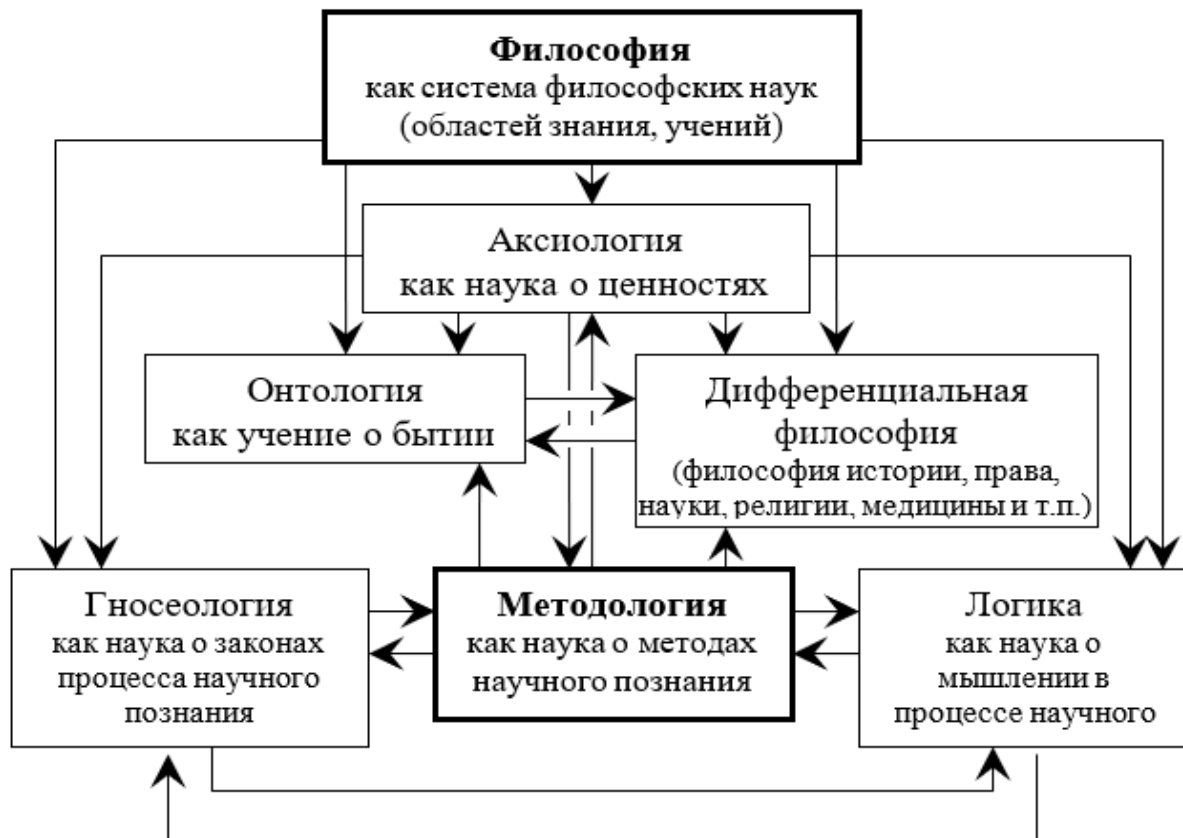 Философия
как система философских наук
(областей знания, учений)
Аксиология
как наука о ценностях
Онтология
как учение о бытии
Дифференциальная
философия
(философия истории, права,
науки, религии, медицины и т.п.)
Гносеология
как наука о законах
процесса научного
познания
Методология
как наука о методах
научного познания
Логика
как наука о
мышлении в
процессе научного